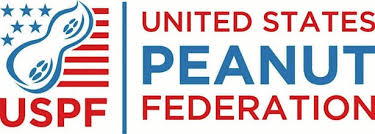 USPF
UNITED STATES
PEANUT
FEDERATION